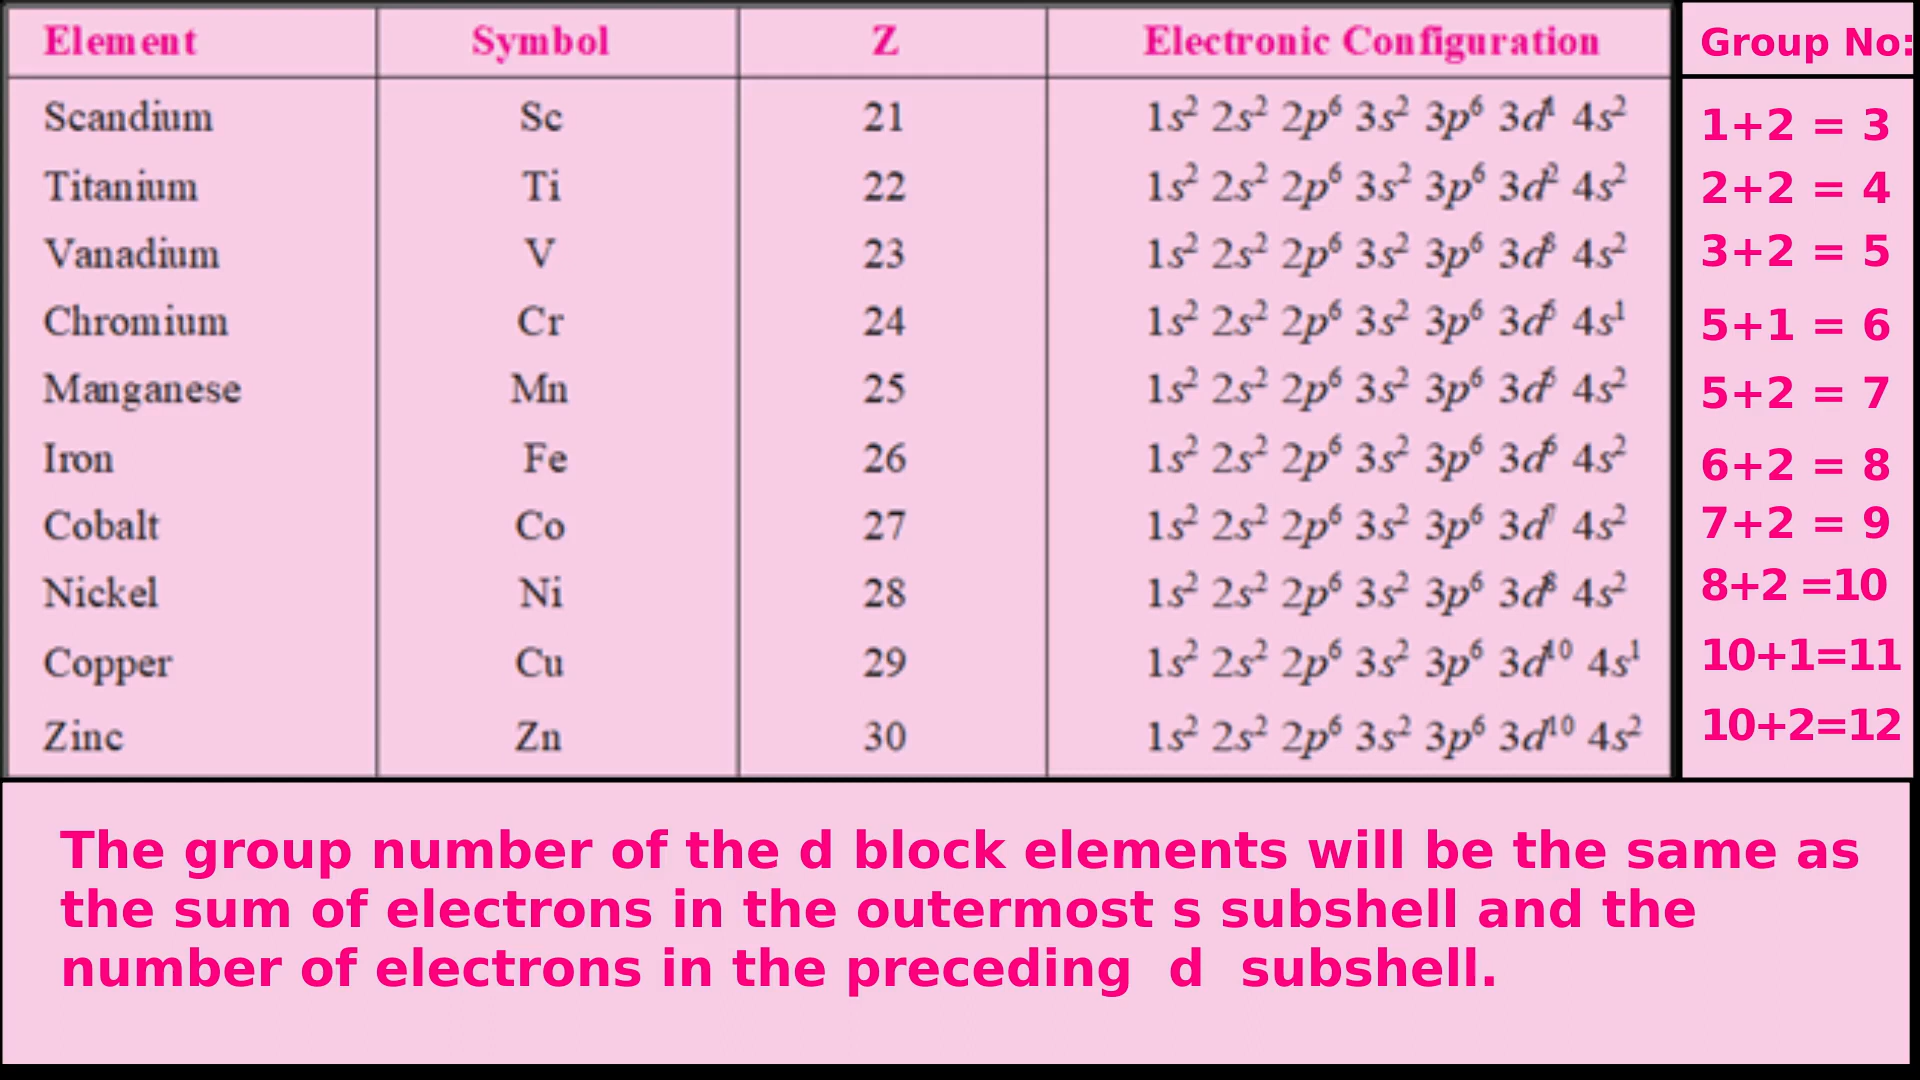 Element Symbol Z Electronic Configuration Group No:
Scandium Sc 21 1s² 2s² 2p⁶ 3s² 3p⁶ 3d¹ 4s² 1+2 = 3
Titanium Ti 22 1s² 2s² 2p⁶ 3s² 3p⁶ 3d² 4s² 2+2 = 4
Vanadium V 23 1s² 2s² 2p⁶ 3s² 3p⁶ 3d³ 4s² 3+2 = 5
Chromium Cr 24 1s² 2s² 2p⁶ 3s² 3p⁶ 3d⁵ 4s¹ 5+1 = 6
Manganese Mn 25 1s² 2s² 2p⁶ 3s² 3p⁶ 3d⁵ 4s² 5+2 = 7
Iron Fe 26 1s² 2s² 2p⁶ 3s² 3p⁶ 3d⁶ 4s² 6+2 = 8
Cobalt Co 27 1s² 2s² 2p⁶ 3s² 3p⁶ 3d⁷ 4s² 7+2 = 9
Nickel Ni 28 1s² 2s² 2p⁶ 3s² 3p⁶ 3d⁸ 4s² 8+2 =10
Copper Cu 29 1s² 2s² 2p⁶ 3s² 3p⁶ 3d¹⁰ 4s¹ 10+1=11
Zinc Zn 30 1s² 2s² 2p⁶ 3s² 3p⁶ 3d¹⁰ 4s² 10+2=12
The group number of the d block elements will be the same as
the sum of electrons in the outermost s subshell and the
number of electrons in the preceding d subshell.